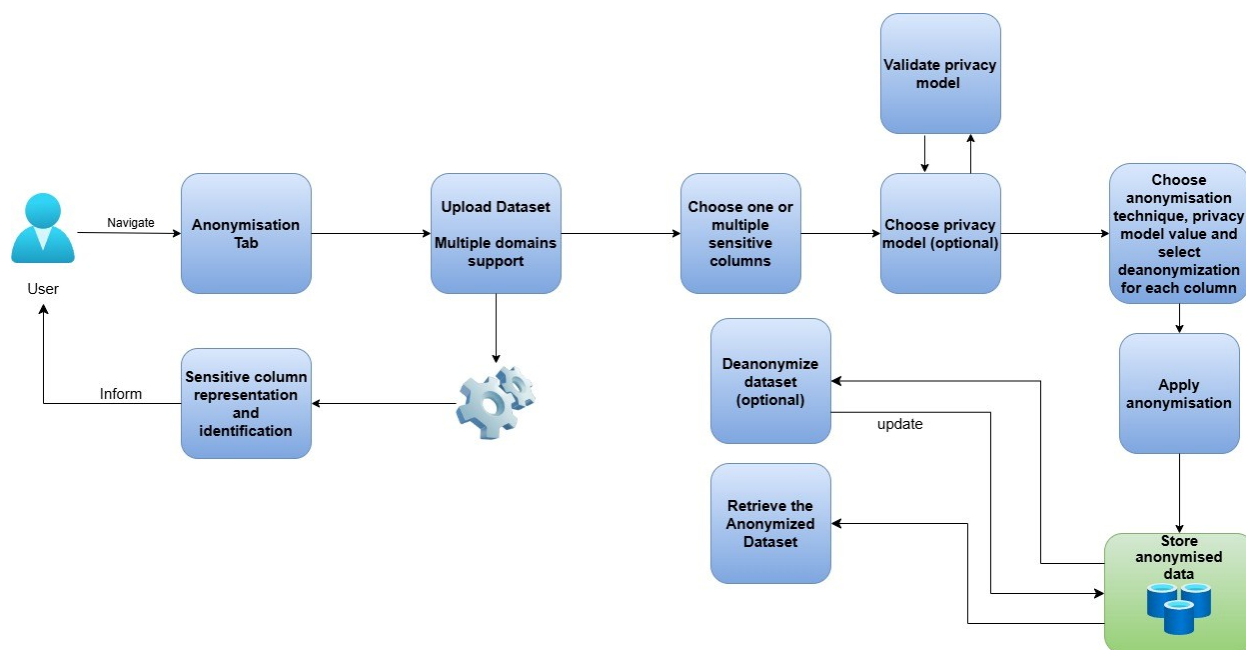 Validate privacy
model
Navigate
Anonymisation
Tab
Upload Dataset
Multiple domains
support
Choose one or
multiple
sensitive
columns
Choose privacy
model (optional)
Choose
anonymisation
technique, privacy
model value and
select
deanonymization
for each column
User
Inform
Sensitive column
representation
and
identification
Deanonymize
dataset
(optional)
update
Apply
anonymisation
Retrieve the
Anonymized
Dataset
Store
anonymised
data